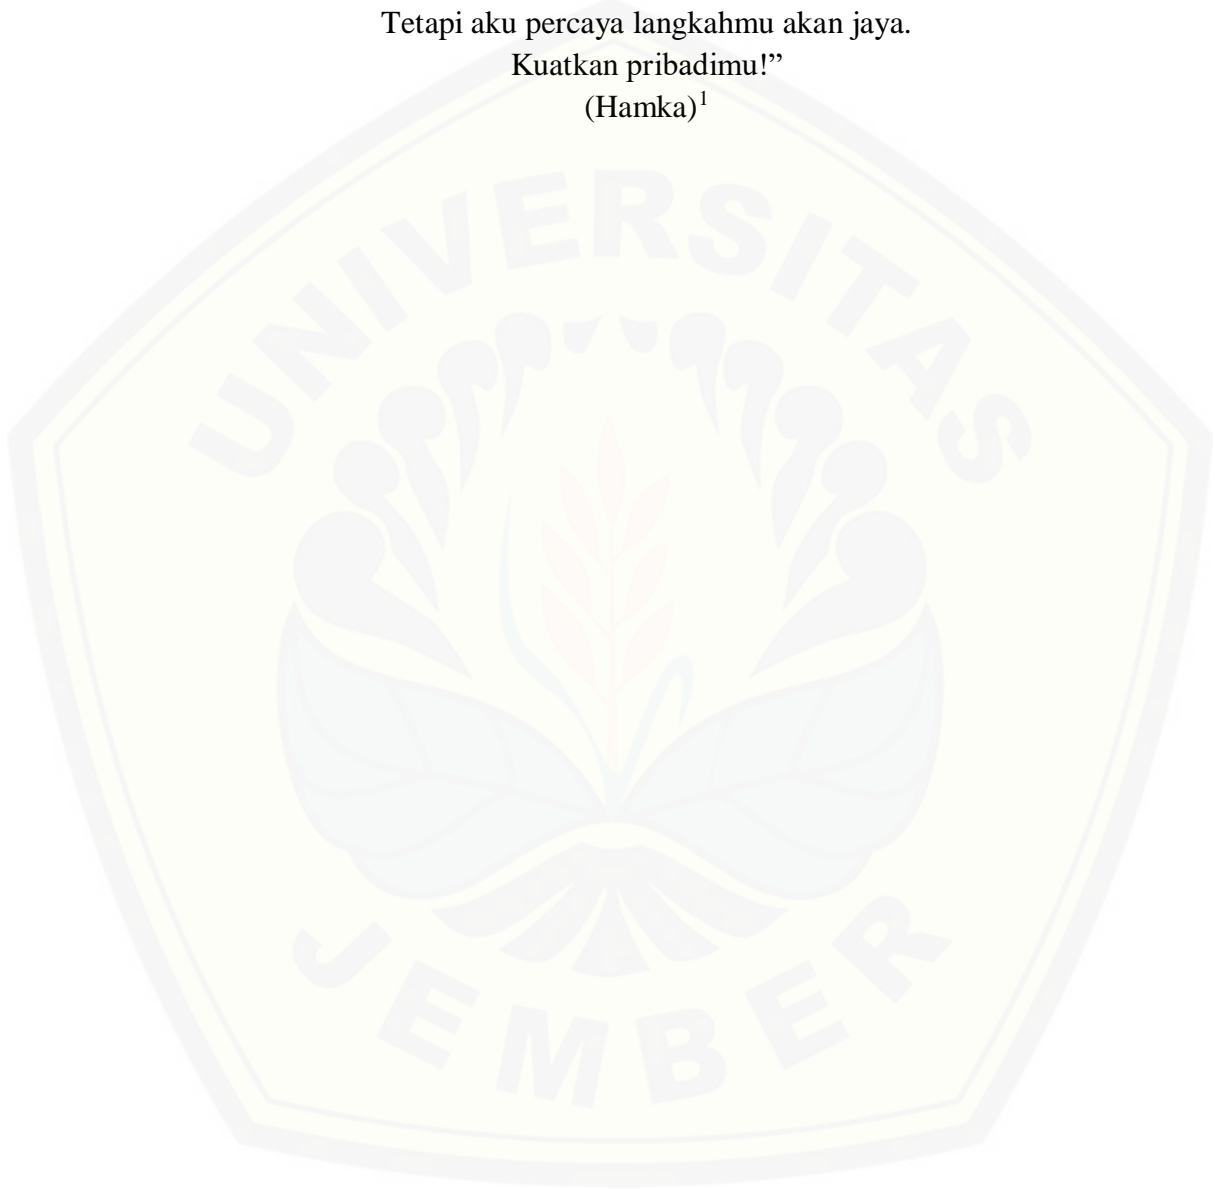 Tetapi aku percaya langkahmu akan jaya.
Kuatkan pribadimu!”
(Hamka)1
UNIVERSITAS
JEMBER